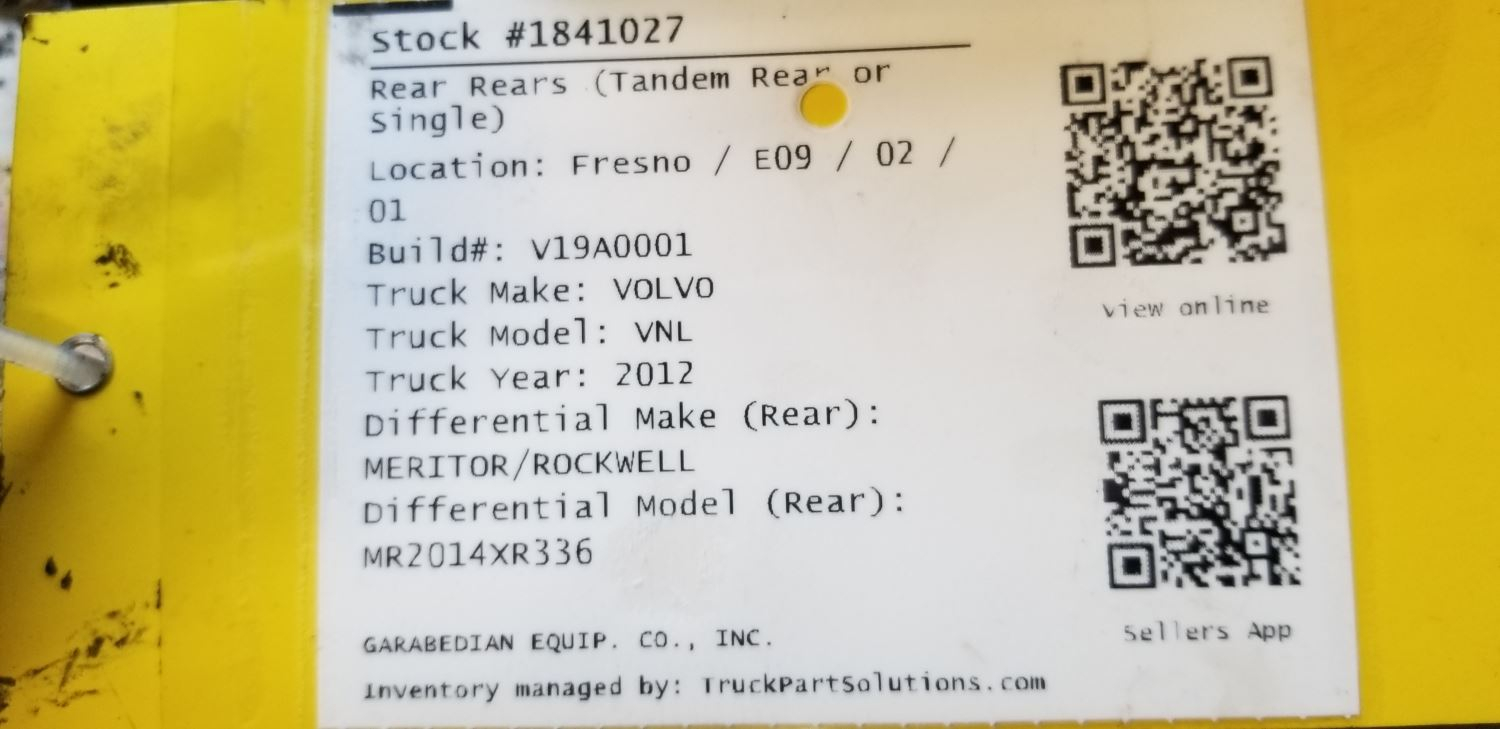 Stock #1841027
Rear Rears (Tandem Rear or
Single)
Location: Fresno / E09 / 02 /
01
Build#: V19A0001
Truck Make: VOLVO
Truck Model: VNL
Truck Year: 2012
Differential Make (Rear):
MERITOR/ROCKWELL
Differential Model (Rear):
MR2014XR336
GARABEDIAN EQUIP. CO., INC.
Inventory managed by: TruckPartSolutions.com
view online
Sellers App